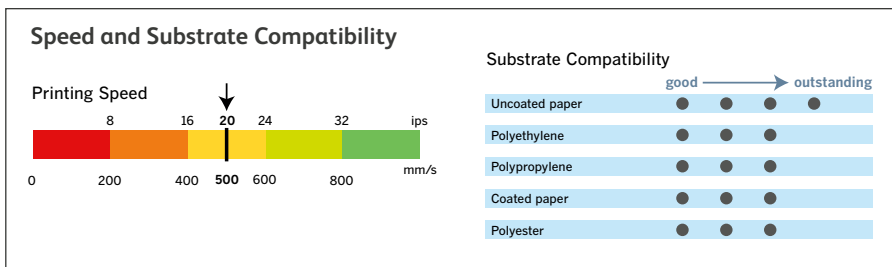 Speed and Substrate Compatibility
Printing Speed
8 16 20 24 32 ips
mm/s
0 200 400 500 600 800
Substrate Compatibility
good outstanding
Uncoated paper
Polyethylene
Polypropylene
Coated paper
Polyester